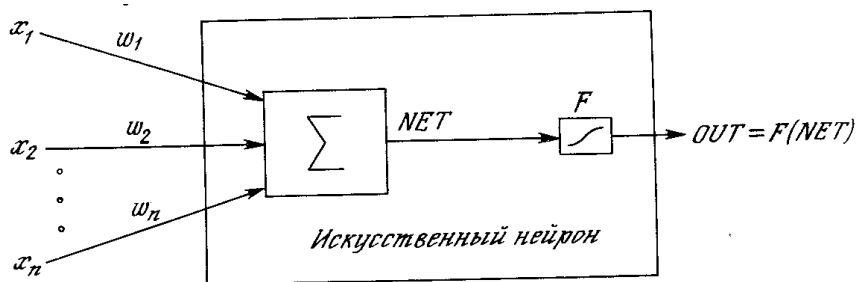 x₁
w₁
F
NET
x₂
w₂
Σ
OUT = F(NET)
wₙ
Искусственный нейрон
xₙ